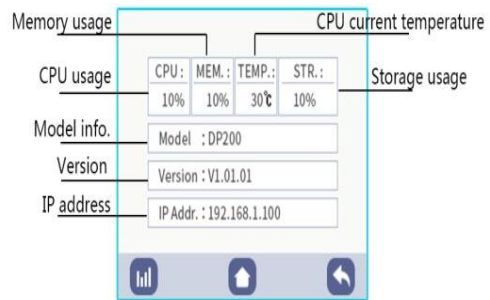 Memory usage
CPU current temperature
CPU usage
CPU : MEM. : TEMP.: STR. :
10% 10% 30℃ 10%
Storage usage
Model info.
Model : DP200
Version
Version : V1.01.01
IP address
IP Addr. : 192.168.1.100